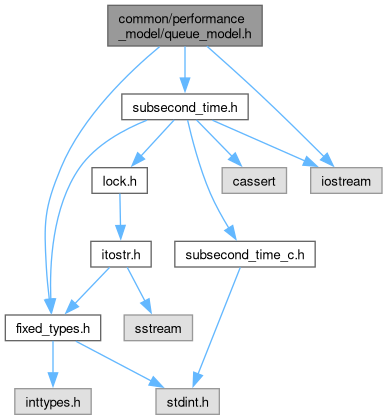 common/performance
_model/queue_model.h
subsecond_time.h
lock.h
cassert
iostream
itostr.h
subsecond_time_c.h
fixed_types.h
sstream
inttypes.h
stdint.h